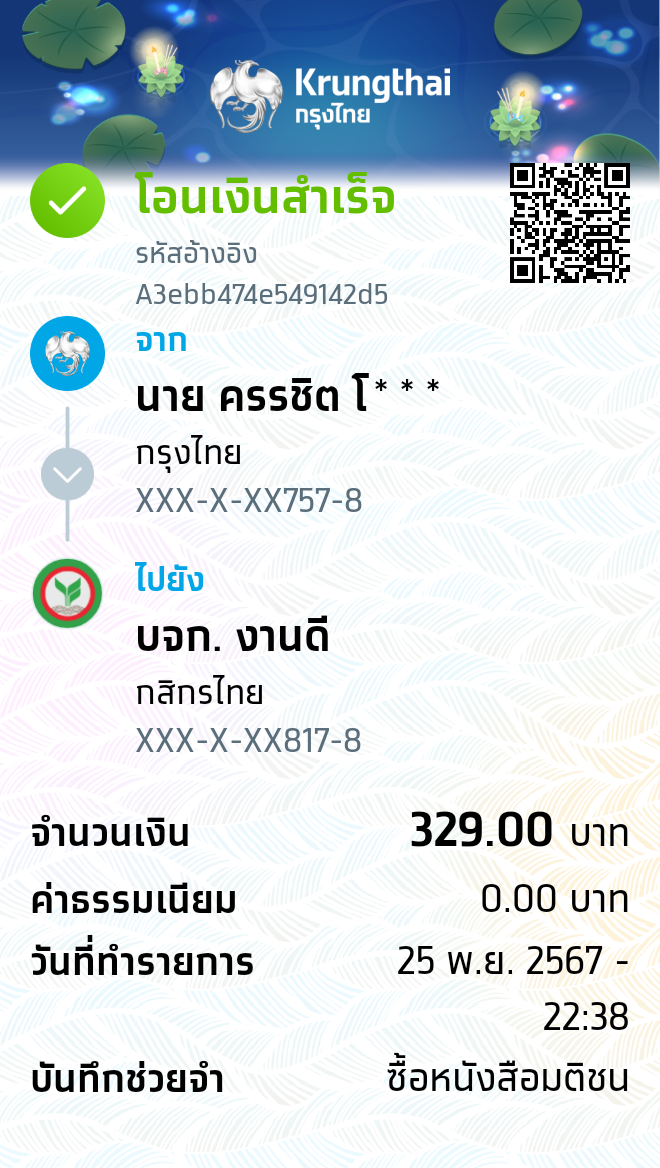 Krungthai
กรุงไทย
โอนเงินสำเร็จ
รหัสอ้างอิง
A3ebb474e549142d5
จาก
นาย ครรชิต โ* * *
กรุงไทย
XXX-X-XX757-8
ไปยัง
บจก. งานดี
กสิกรไทย
XXX-X-XX817-8
จำนวนเงิน 329.00 บาท
ค่าธรรมเนียม 0.00 บาท
วันที่ทำรายการ 25 พ.ย. 2567 -
22:38
บันทึกช่วยจำ ซื้อหนังสือมติชน